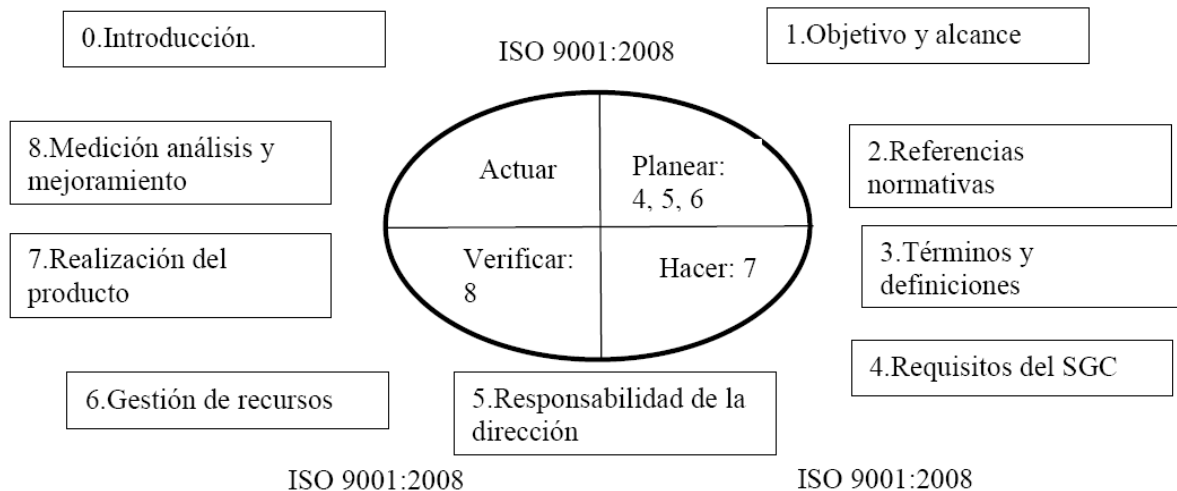 0.Introducción.
ISO 9001:2008
1.Objetivo y alcance
8.Medición análisis y
mejoramiento
Actuar
Planear:
4, 5, 6
2.Referencias
normativas
7.Realización del
producto
Verificar:
8
Hacer: 7
3.Términos y
definiciones
4.Requisitos del SGC
6.Gestión de recursos
5.Responsabilidad de la
dirección
ISO 9001:2008
ISO 9001:2008